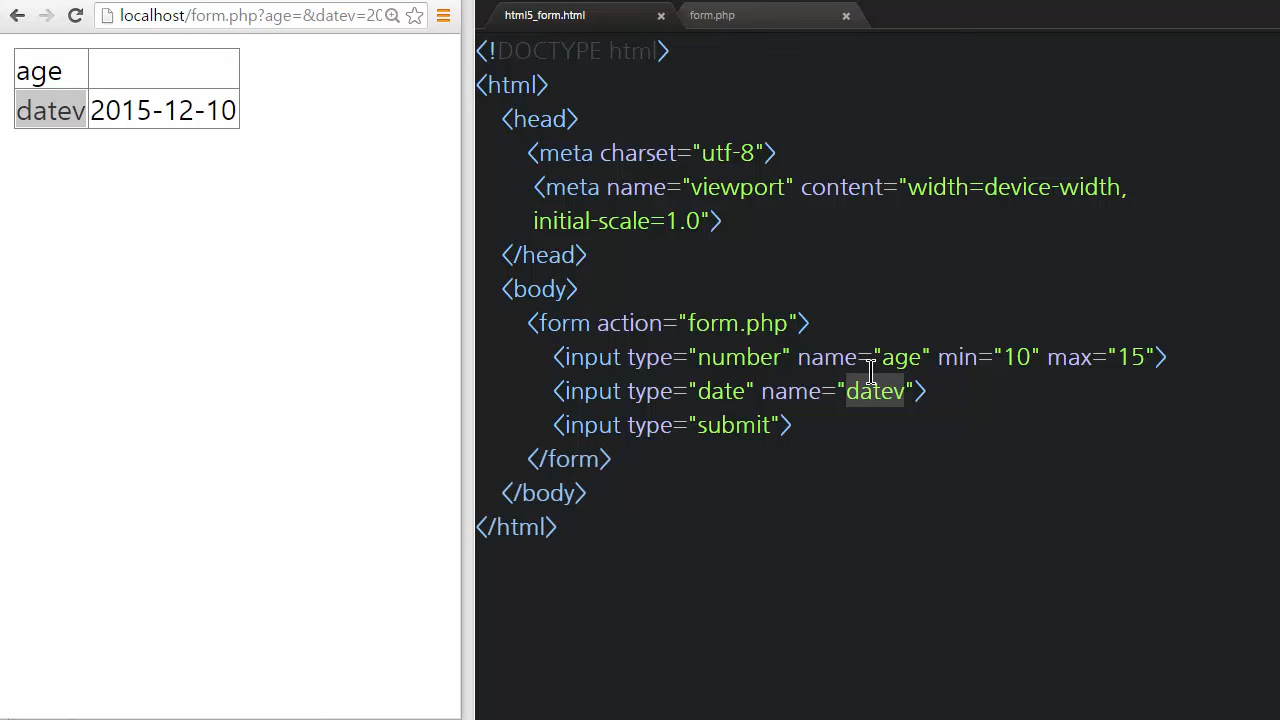 localhost/form.php?age=&datev=20
age
datev 2015-12-10
html5_form.html
form.php
<!DOCTYPE html>
<html>
<head>
<meta charset="utf-8">
<meta name="viewport" content="width=device-width,
initial-scale=1.0">
</head>
<body>
<form action="form.php">
<input type="number" name="age" min="10" max="15">
<input type="date" name="datev">
<input type="submit">
</form>
</body>
</html>